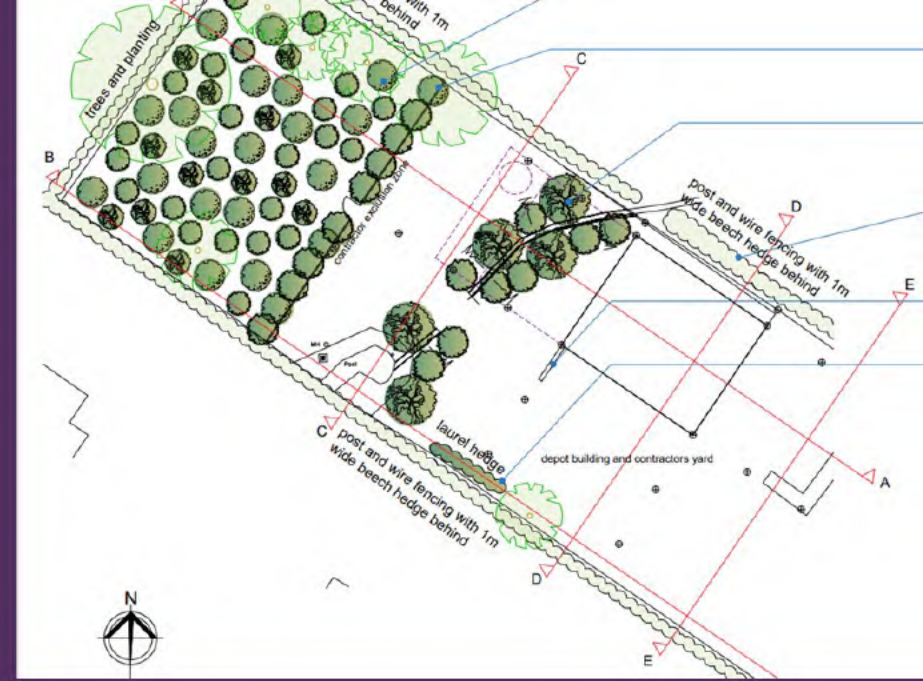 with 1m
behind
trees and planting
C
B
contractor exclusion zone
post and wire fencing with 1m
wide beech hedge behind
D
E
MH
Pool
C
laurel hedge
post and wire fencing with 1m
wide beech hedge behind
depot building and contractors yard
A
D
E
N